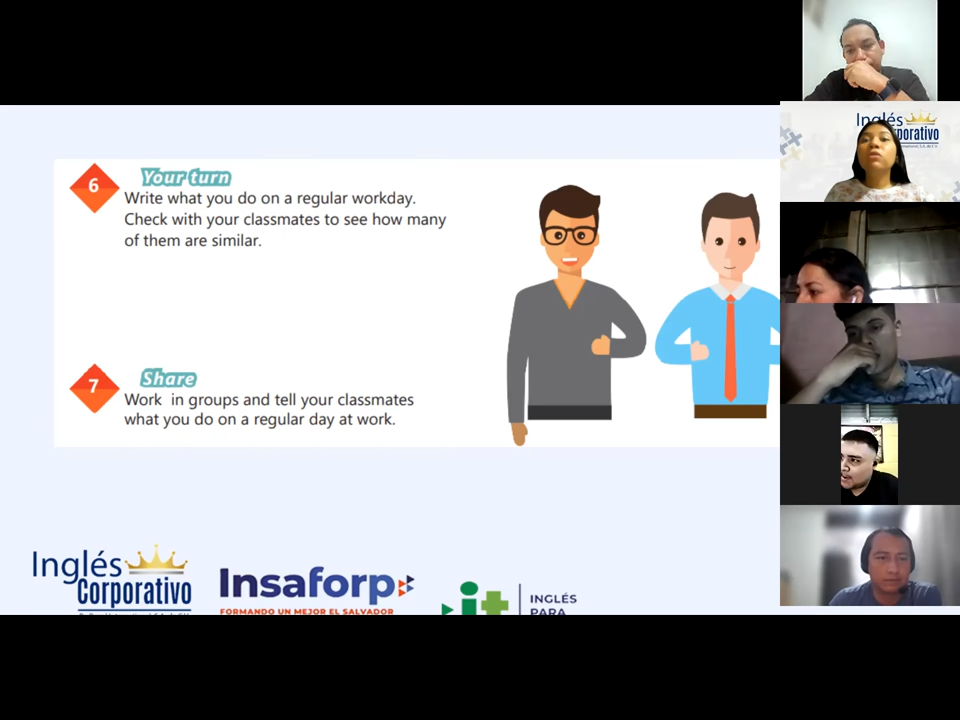 6
Your turn
Write what you do on a regular workday.
Check with your classmates to see how many
of them are similar.
7
Share
Work in groups and tell your classmates
what you do on a regular day at work.
Inglés
Corporativo
Insaforp
FORMANDO UN MEJOR EL SALVADOR
INGLÉS
PARA
Inglés
porativo